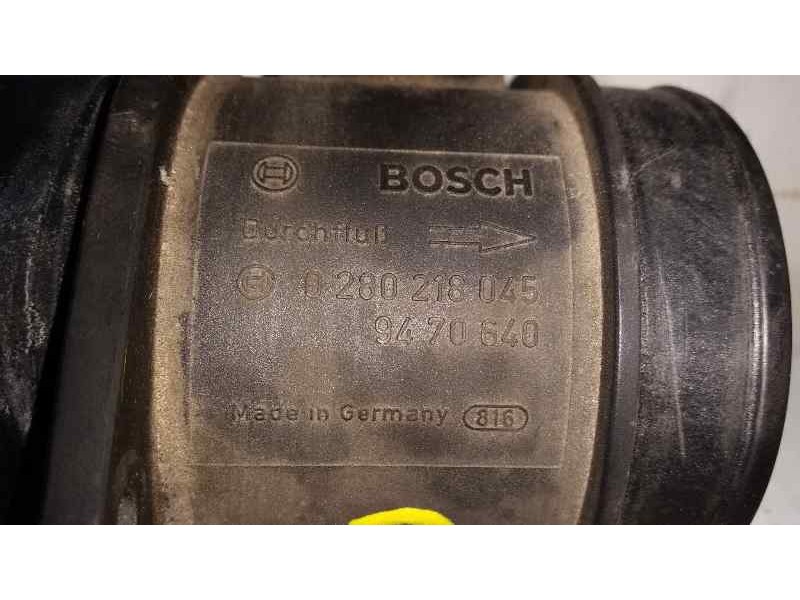 BOSCH
Durchfluß
0 280 218 045
94 70 640
Made in Germany 816